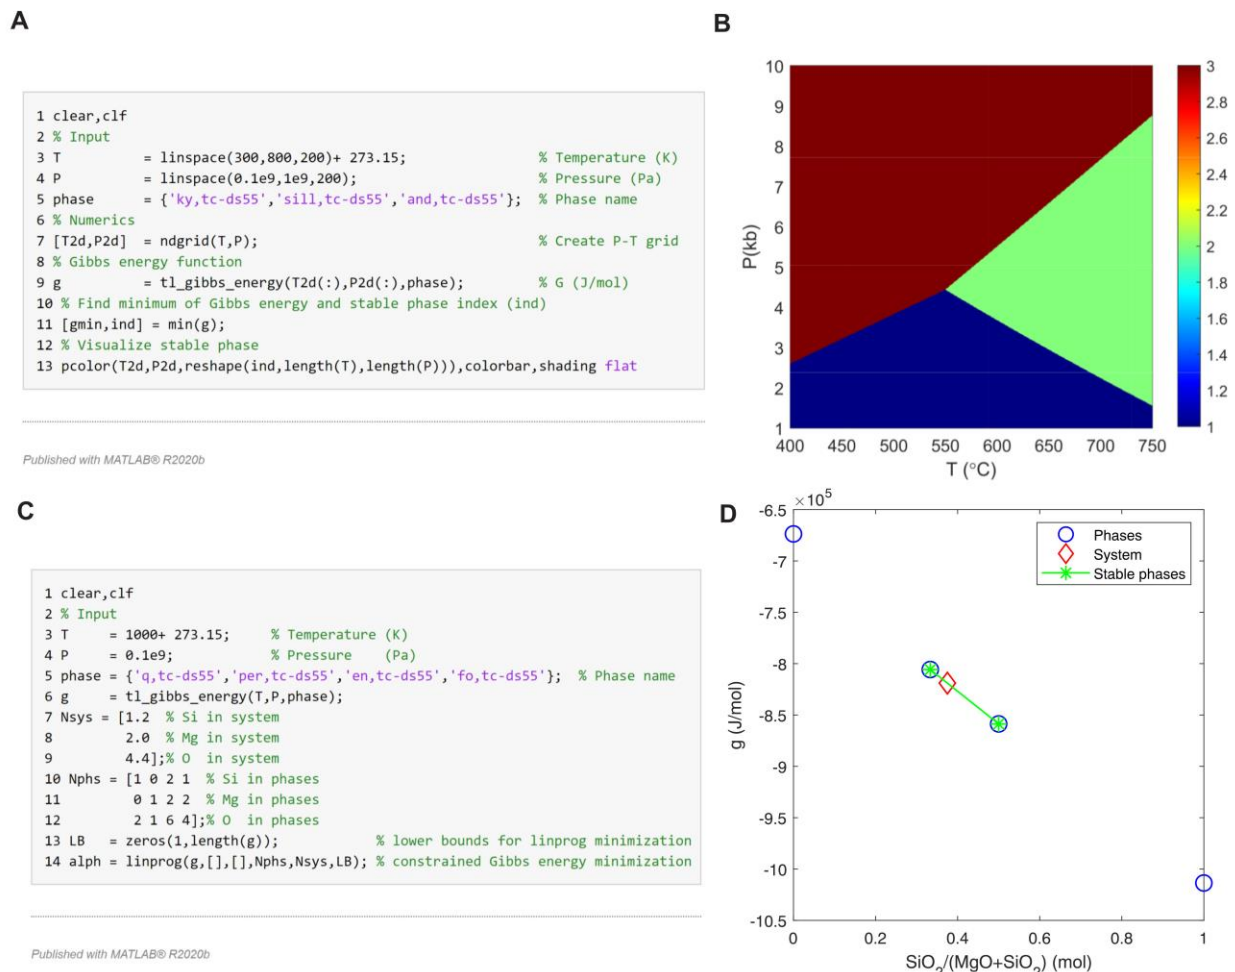 A
1 clear,clf
2 % Input
3 T = linspace(300,800,200)+ 273.15; % Temperature (K)
4 P = linspace(0.1e9,1e9,200); % Pressure (Pa)
5 phase = {'ky,tc-ds55','sill,tc-ds55','and,tc-ds55'}; % Phase name
6 % Numerics
7 [T2d,P2d] = ndgrid(T,P); % Create P-T grid
8 % Gibbs energy function
9 g = tl_gibbs_energy(T2d(:),P2d(:),phase); % G (J/mol)
10 % Find minimum of Gibbs energy and stable phase index (ind)
11 [gmin,ind] = min(g);
12 % Visualize stable phase
13 pcolor(T2d,P2d,reshape(ind,length(T),length(P))),colorbar,shading flat
Published with MATLAB® R2020b
B
10
9
8
7
6
5
4
3
2
1
P(kb)
400 450 500 550 600 650 700 750
T (°C)
3
2.8
2.6
2.4
2.2
2
1.8
1.6
1.4
1.2
1
C
1 clear,clf
2 % Input
3 T = 1000+ 273.15; % Temperature (K)
4 P = 0.1e9; % Pressure (Pa)
5 phase = {'q,tc-ds55','per,tc-ds55','en,tc-ds55','fo,tc-ds55'}; % Phase name
6 g = tl_gibbs_energy(T,P,phase);
7 Nsys = [1.2 % Si in system
8 2.0 % Mg in system
9 4.4];% O in system
10 Nphs = [1 0 2 1 % Si in phases
11 0 1 2 2 % Mg in phases
12 2 1 6 4];% O in phases
13 LB = zeros(1,length(g)); % lower bounds for linprog minimization
14 alph = linprog(g,[],[],Nphs,Nsys,LB); % constrained Gibbs energy minimization
Published with MATLAB® R2020b
D
×10⁵
-6.5
-7
-7.5
-8
-8.5
-9
-9.5
-10
-10.5
g (J/mol)
Phases
System
Stable phases
0 0.2 0.4 0.6 0.8 1
SiO₂/(MgO+SiO₂) (mol)